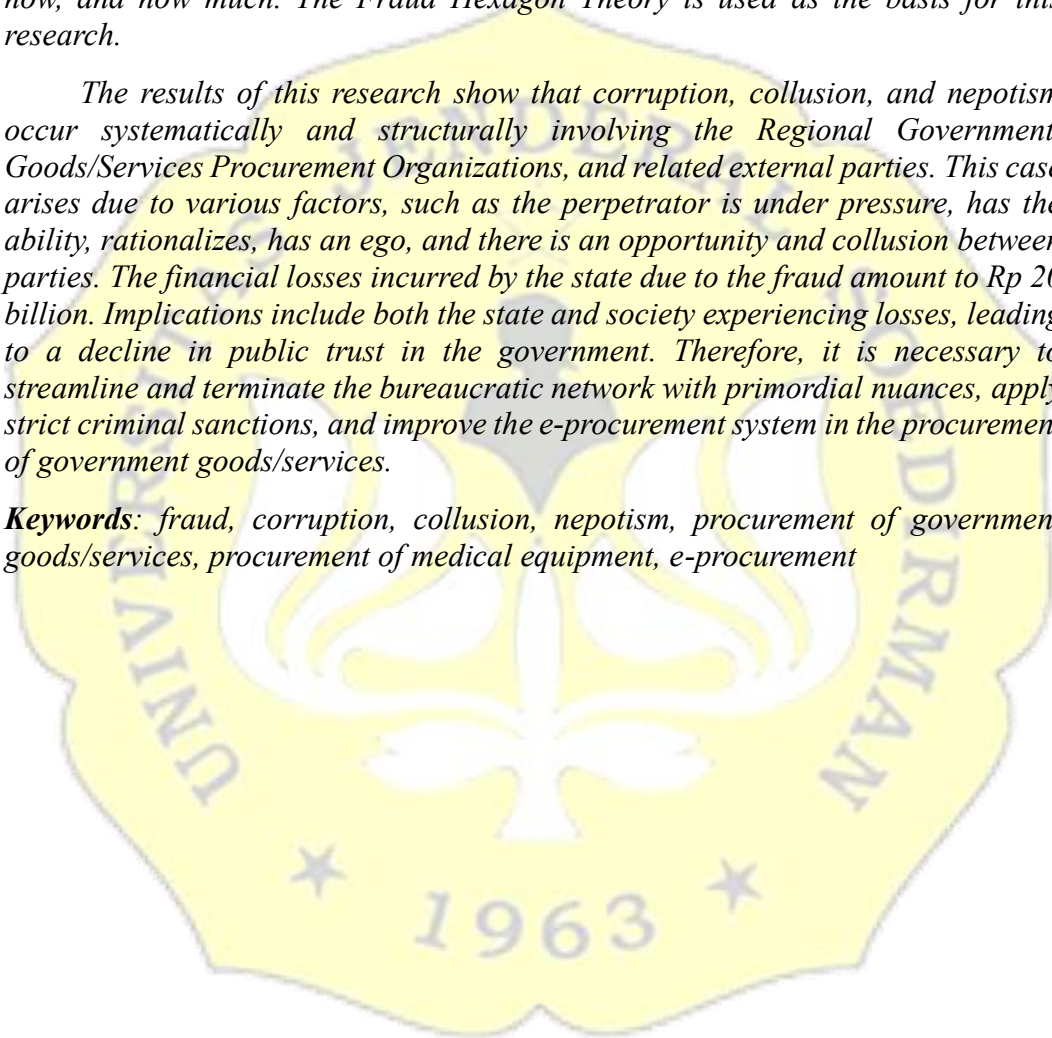 how, and how much. The Fraud Hexagon Theory is used as the basis for this
research.
The results of this research show that corruption, collusion, and nepotism
occur systematically and structurally involving the Regional Government
Goods/Services Procurement Organizations, and related external parties. This case
arises due to various factors, such as the perpetrator is under pressure, has the
ability, rationalizes, has an ego, and there is an opportunity and collusion between
parties. The financial losses incurred by the state due to the fraud amount to Rp 20
billion. Implications include both the state and society experiencing losses, leading
to a decline in public trust in the government. Therefore, it is necessary to
streamline and terminate the bureaucratic network with primordial nuances, apply
strict criminal sanctions, and improve the e-procurement system in the procuremen
of government goods/services.
Keywords: fraud, corruption, collusion, nepotism, procurement of governmen
goods/services, procurement of medical equipment, e-procurement
UNIVERSITAS JENDERAL SOEDIRMAN
1963